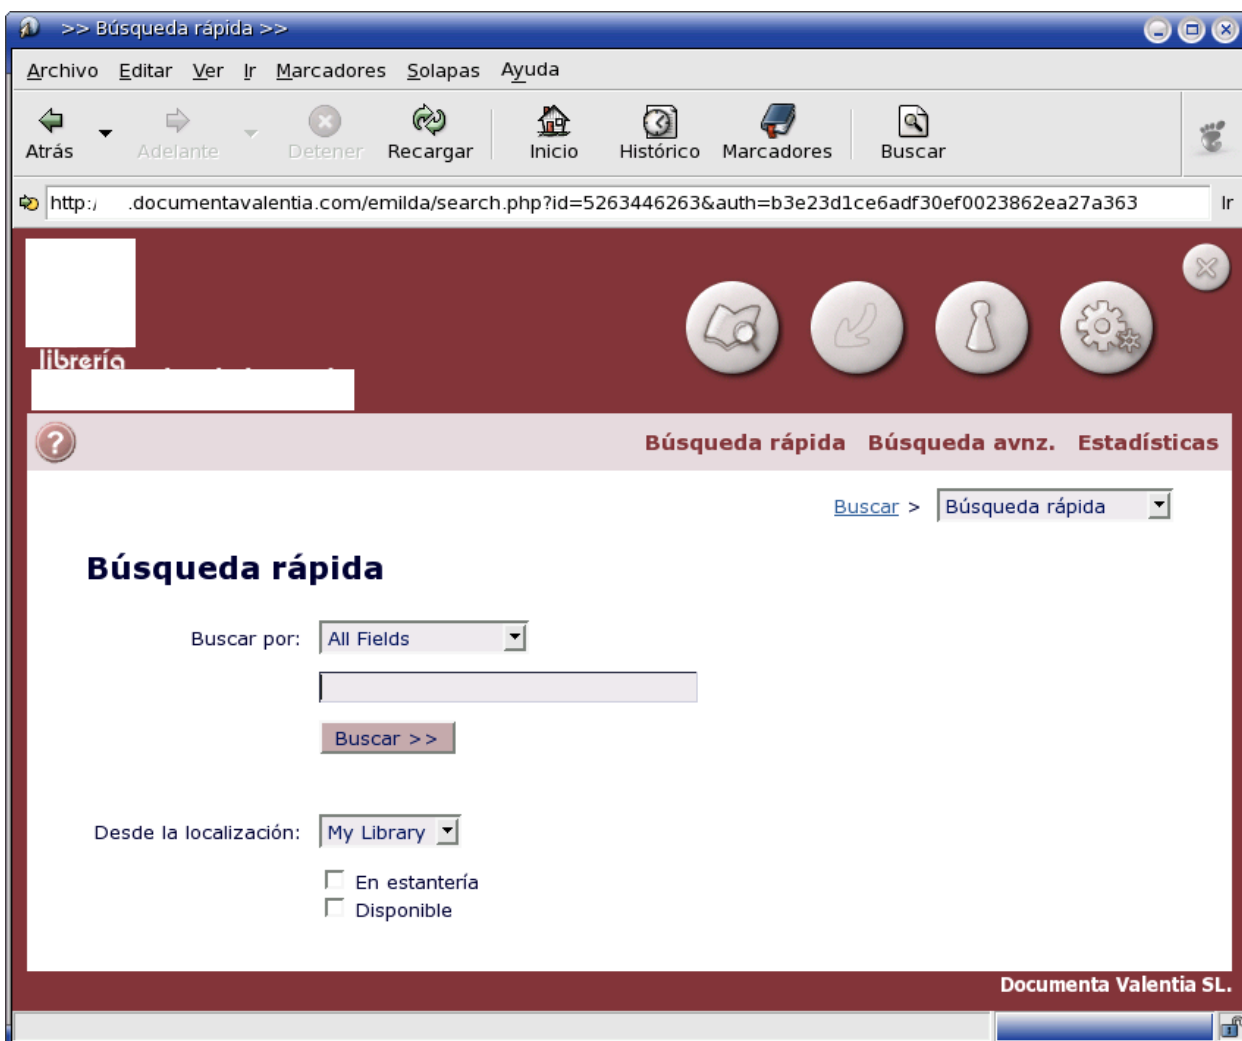 >> Búsqueda rápida >>
Archivo Editar Ver Ir Marcadores Solapas Ayuda
Atrás Adelante Detener Recargar Inicio Histórico Marcadores Buscar
http:/ .documentavalentia.com/emilda/search.php?id=5263446263&auth=b3e23d1ce6adf30ef0023862ea27a363 Ir
librería
? Búsqueda rápida Búsqueda avnz. Estadísticas
Buscar > Búsqueda rápida
Búsqueda rápida
Buscar por: All Fields
Buscar >>
Desde la localización: My Library
En estantería
Disponible
Documenta Valentia SL.